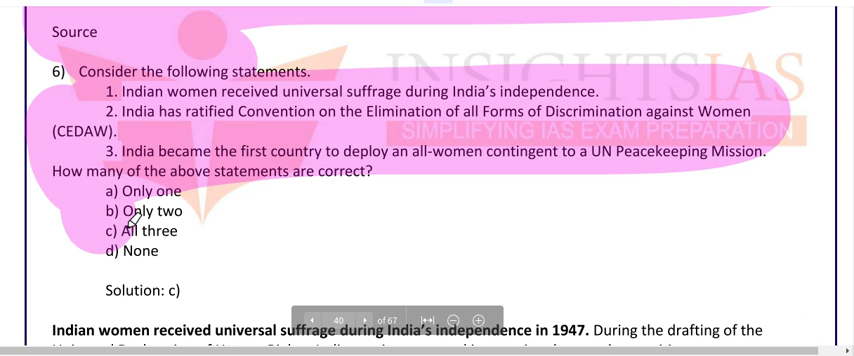 Source
INSIGHTSIAS
SIMPLIFYING IAS EXAM PREPARATION
6) Consider the following statements.
1. Indian women received universal suffrage during India's independence.
2. India has ratified Convention on the Elimination of all Forms of Discrimination against Women
(CEDAW).
3. India became the first country to deploy an all-women contingent to a UN Peacekeeping Mission.
How many of the above statements are correct?
a) Only one
b) Only two
c) All three
d) None
Solution: c)
40 of 67
Indian women received universal suffrage during India's independence in 1947. During the drafting of the